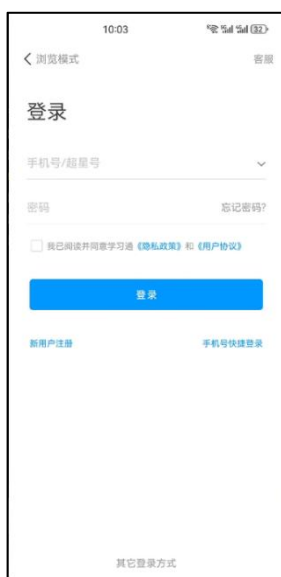 10:03
32
浏览模式 客服
登录
手机号/超星号
密码 忘记密码?
我已阅读并同意学习通《隐私政策》和《用户协议》
登录
新用户注册 手机号快捷登录
其它登录方式